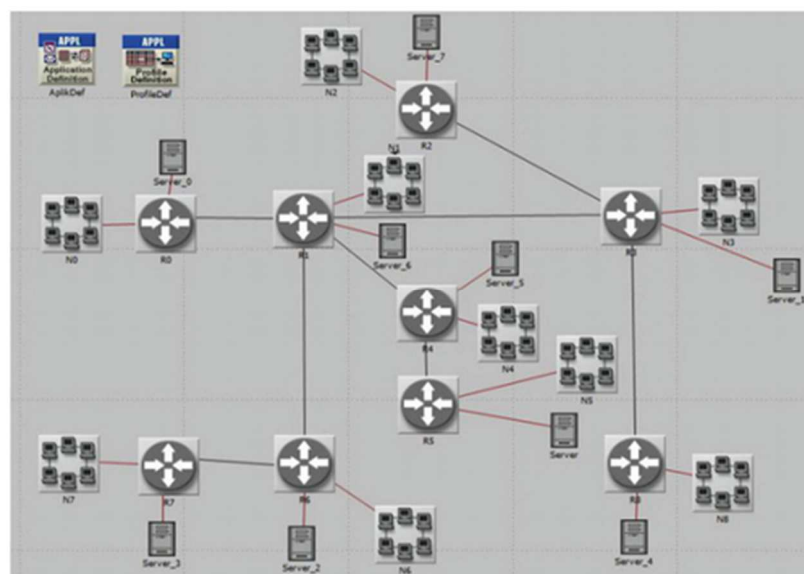 APPL
Application
Definition
AplikDef
APPL
Profile
Definition
ProfileDef
N2
Server_7
R2
N1
Server_0
N0
R0
R1
Server_6
R3
N3
Server_1
Server_5
R4
N4
N5
R5
Server
N7
R7
R6
R8
N8
Server_3
Server_2
N6
Server_4